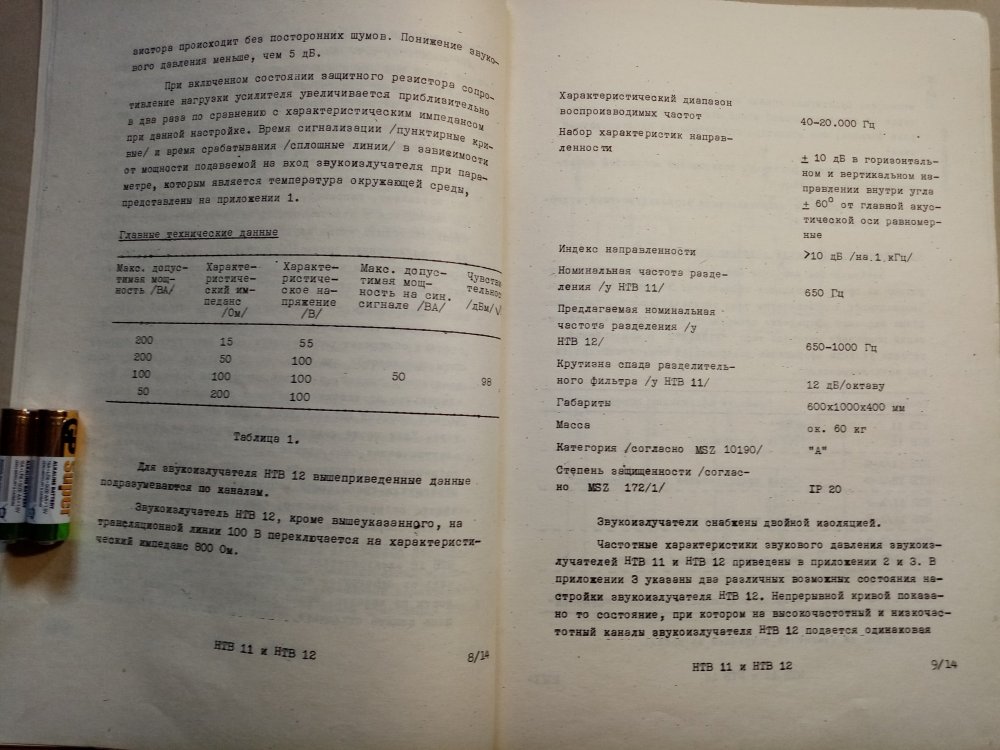 зистора происходит без посторонних шумов. Понижение звуко-
вого давления меньше, чем 5 дБ.
При включенном состоянии защитного резистора сопро-
тивление нагрузки усилителя увеличивается приблизительно
в два раза по сравнению с характеристическим импедансом
при данной настройке. Время сигнализации /пунктирные кри-
вые/ и время срабатывания /сплошные линии/ в зависимости
от мощности подаваемой на вход звукоизлучателя при пара-
метре, которым является температура окружающей среды,
представлены на приложении 1.
Главные технические данные
Макс. допус-
тимая мощ-
ность /ВА/
Характе-
ристиче-
ский им-
педанс
/Ом/
Характе-
ристиче-
ское на-
пряжение
/В/
Макс. допус-
тимая мощ-
ность на син.
сигнале /ВА/
Чувстви
тельнос
/дБм/√
200 15 55
200 50 100
100 100 100 50 98
50 200 100
Таблица 1.
Для звукоизлучателя НТВ 12 вышеприведенные данные
подразумеваются по каналам.
Звукоизлучатель НТВ 12, кроме вышеуказанного, на
трансляционной линии 100 В переключается на характеристи-
ческий импеданс 800 Ом.
НТВ 11 и НТВ 12
8/14
GP
Super
ALKALINE BATTERY
ALKALINE BATTERY
Характеристический диапазон
воспроизводимых частот 40-20.000 Гц
Набор характеристик направ-
ленности
± 10 дБ в горизонталь-
ном и вертикальном на-
правлении внутри угла
± 60° от главной акус-
тической оси равномер-
ные
Индекс направленности >10 дБ /на 1 кГц/
Номинальная частота разде-
ления /у НТВ 11/ 650 Гц
Предлагаемая номинальная
частота разделения /у
НТВ 12/ 650-1000 Гц
Крутизна спада разделитель-
ного фильтра /у НТВ 11/ 12 дБ/октаву
Габариты 600х1000х400 мм
Масса ок. 60 кг
Категория /согласно MSZ 10190/ "А"
Степень защищенности /соглас-
но MSZ 172/1/ IP 20
Звукоизлучатели снабжены двойной изоляцией.
Частотные характеристики звукового давления звукоиз-
лучателей НТВ 11 и НТВ 12 приведены в приложении 2 и 3. В
приложении 3 указаны два различных возможных состояния на-
стройки звукоизлучателя НТВ 12. Непрерывной кривой показа-
но то состояние, при котором на высокочастотный и низкочас-
тотный каналы звукоизлучателя НТВ 12 подается одинаковая
НТВ 11 и НТВ 12
9/14